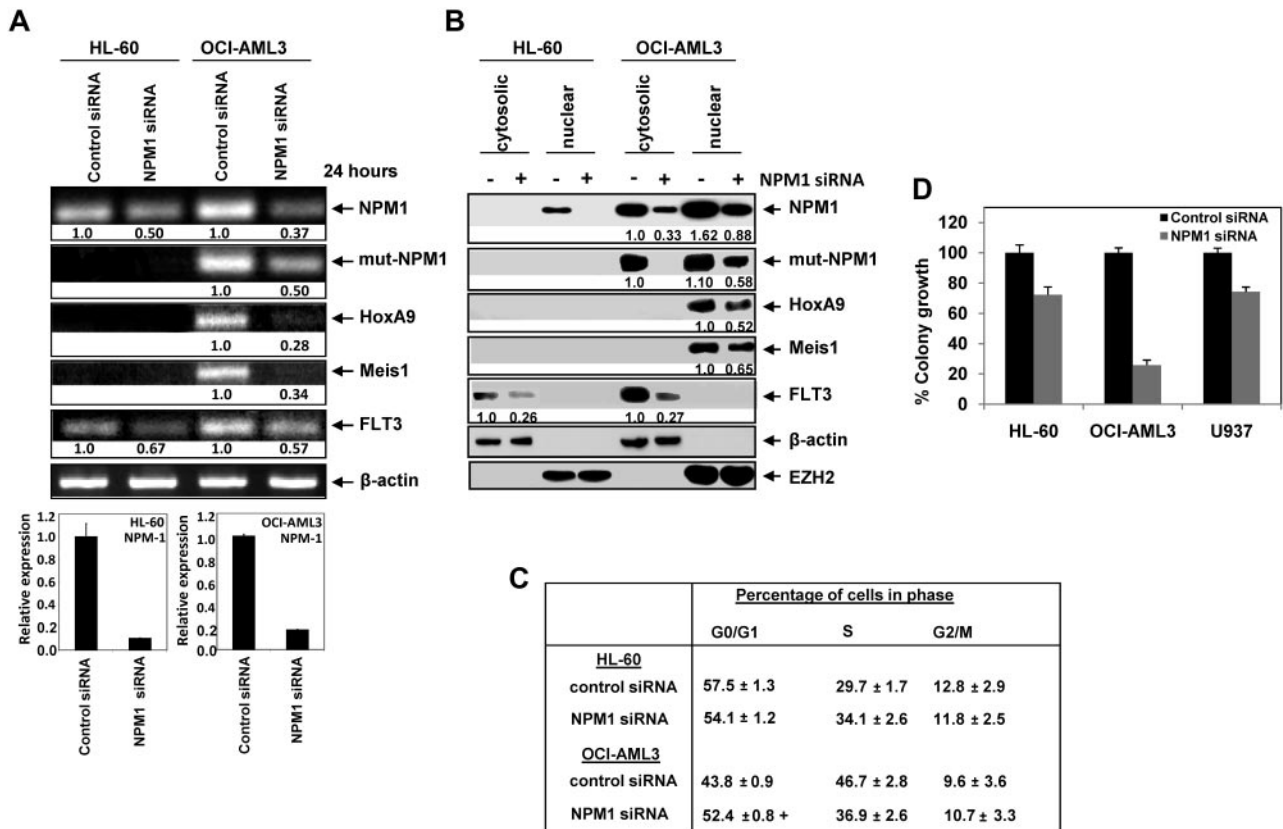 A
HL-60 OCI-AML3
Control siRNA
NPM1 siRNA
Control siRNA
NPM1 siRNA
24 hours
NPM1
1.0 0.50 1.0 0.37
mut-NPM1
1.0 0.50
HoxA9
1.0 0.28
Meis1
1.0 0.34
FLT3
1.0 0.67 1.0 0.57
β-actin
1.2
1.0
0.8
0.6
0.4
0.2
0.0
Relative expression
HL-60
NPM-1
Control siRNA
NPM1 siRNA
1.2
1.0
0.8
0.6
0.4
0.2
0.0
Relative expression
OCI-AML3
NPM-1
Control siRNA
NPM1 siRNA
B
HL-60 OCI-AML3
cytosolic
nuclear
cytosolic
nuclear
- + - + - + - + NPM1 siRNA
NPM1
1.0 0.33 1.62 0.88
mut-NPM1
1.0 1.10 0.58
HoxA9
1.0 0.52
Meis1
1.0 0.65
FLT3
1.0 0.26 1.0 0.27
β-actin
EZH2
C
Percentage of cells in phase
G0/G1 S G2/M
HL-60
control siRNA 57.5 ± 1.3 29.7 ± 1.7 12.8 ± 2.9
NPM1 siRNA 54.1 ± 1.2 34.1 ± 2.6 11.8 ± 2.5
OCI-AML3
control siRNA 43.8 ± 0.9 46.7 ± 2.8 9.6 ± 3.6
NPM1 siRNA 52.4 ± 0.8 + 36.9 ± 2.6 10.7 ± 3.3
D
Control siRNA
NPM1 siRNA
% Colony growth
120
100
80
60
40
20
0
HL-60 OCI-AML3 U937